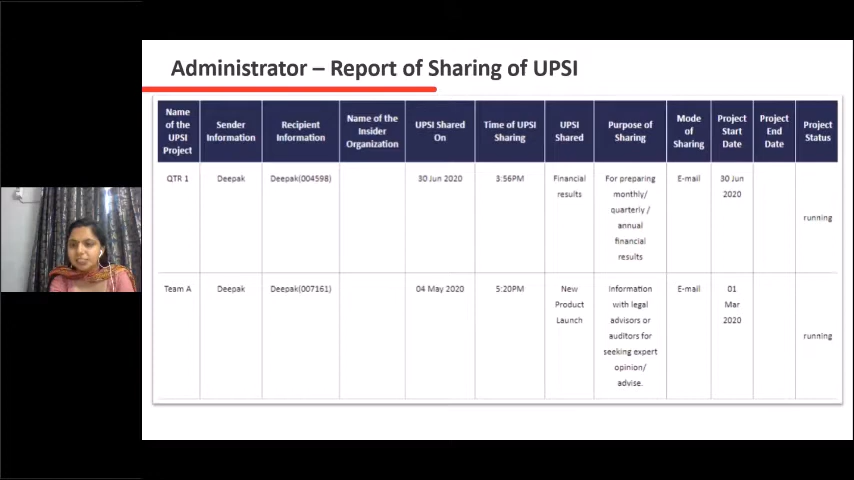 Administrator – Report of Sharing of UPSI
Name of the UPSI Project | Sender Information | Recipient Information | Name of the Insider Organization | UPSI Shared On | Time of UPSI Sharing | UPSI Shared | Purpose of Sharing | Mode of Sharing | Project Start Date | Project End Date | Project Status
QTR 1 | Deepak | Deepak(004598) | | 30 Jun 2020 | 3:56PM | Financial results | For preparing monthly/ quarterly / annual financial results | E-mail | 30 Jun 2020 | | running
Team A | Deepak | Deepak(007161) | | 04 May 2020 | 5:20PM | New Product Launch | Information with legal advisors or auditors for seeking expert opinion/ advise. | E-mail | 01 Mar 2020 | | running